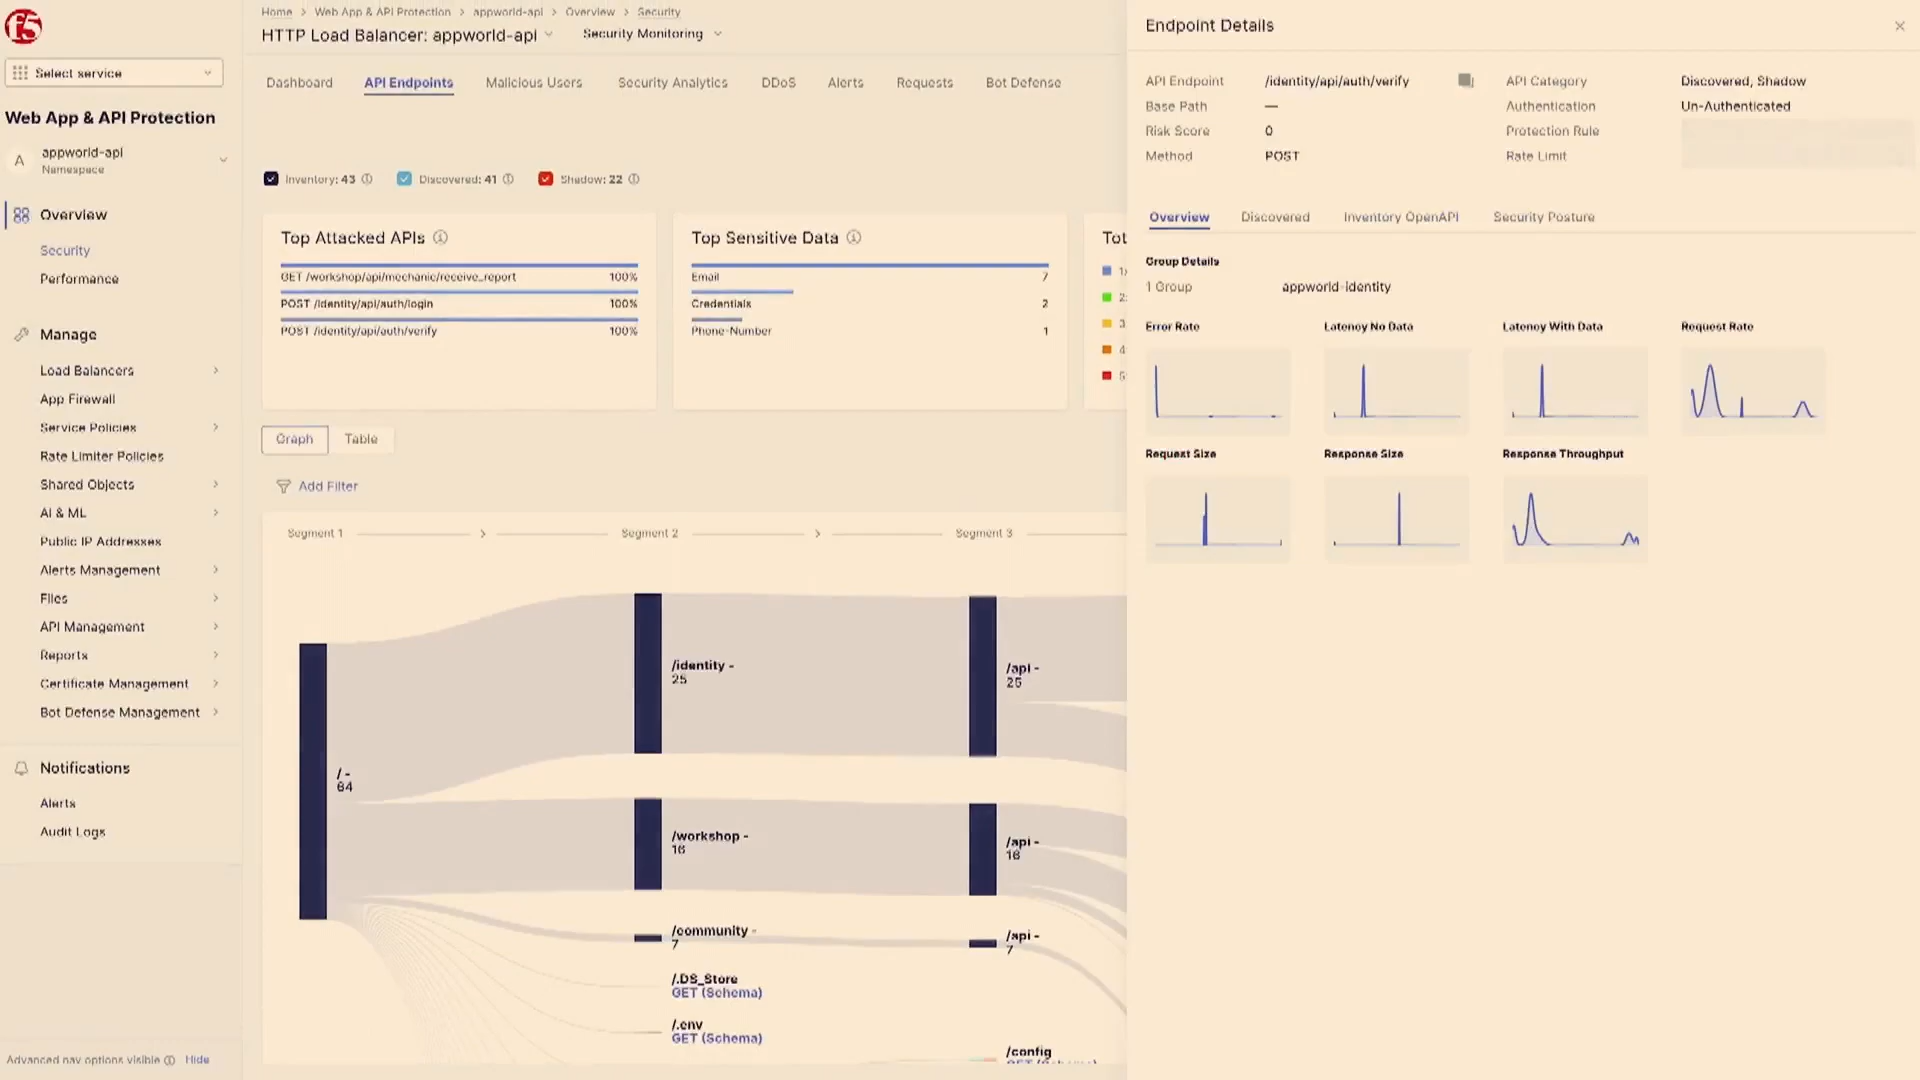 f5
Home > Web App & API Protection > appworld-api > Overview > Security
HTTP Load Balancer: appworld-api
Security Monitoring
Select service
Web App & API Protection
A
appworld-api
Namespace
Overview
Security
Performance
Manage
Load Balancers
App Firewall
Service Policies
Rate Limiter Policies
Shared Objects
AI & ML
Public IP Addresses
Alerts Management
Files
API Management
Reports
Certificate Management
Bot Defense Management
Notifications
Alerts
Audit Logs
Advanced nav options visible Hide
Dashboard API Endpoints Malicious Users Security Analytics DDoS Alerts Requests Bot Defense
Inventory: 43 Discovered: 41 Shadow: 22
Top Attacked APIs
GET /workshop/api/mechanic/receive_report 100%
POST /identity/api/auth/login 100%
POST /identity/api/auth/verify 100%
Top Sensitive Data
Email 7
Credentials 2
Phone-Number 1
Graph Table
Add Filter
Segment 1 > Segment 2 > Segment 3
/ -
64
/identity -
25
/api -
25
/workshop -
16
/api -
16
/community -
7
/api -
7
/.DS_Store
GET (Schema)
/.env
GET (Schema)
/config
Endpoint Details
API Endpoint /identity/api/auth/verify
Base Path —
Risk Score 0
Method POST
API Category Discovered, Shadow
Authentication Un-Authenticated
Protection Rule
Rate Limit
Overview Discovered Inventory OpenAPI Security Posture
Group Details
1 Group appworld-identity
Error Rate Latency No Data Latency With Data Request Rate
Request Size Response Size Response Throughput